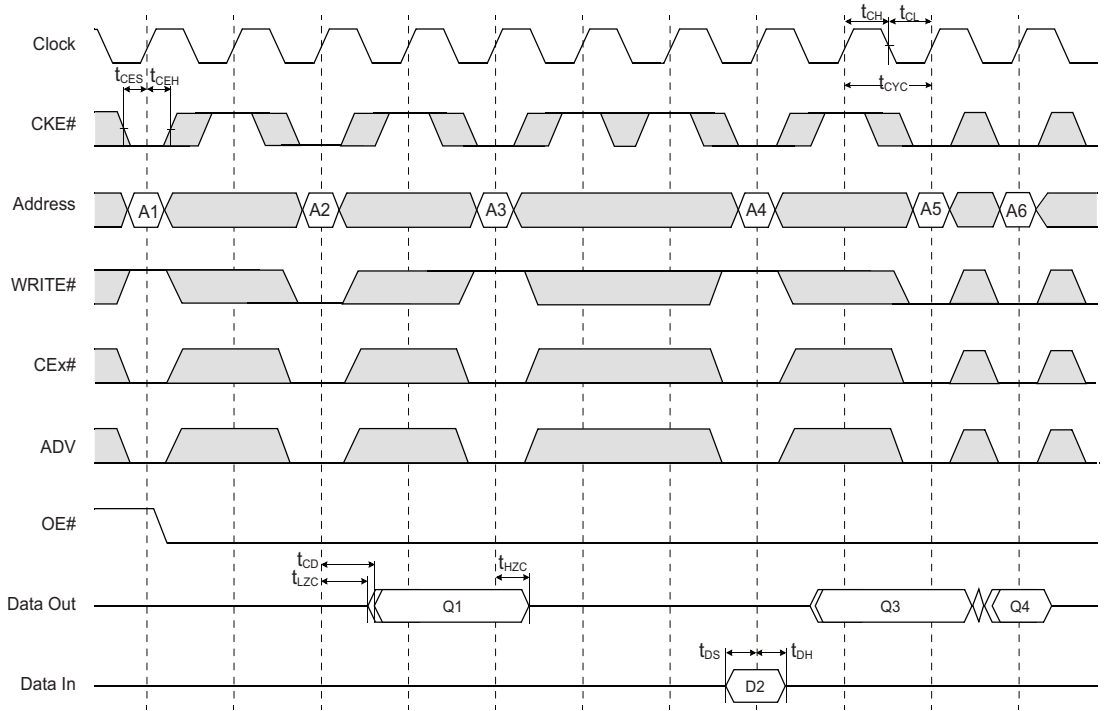 tCH tCL
Clock
tCES tCEH
tCYC
CKE#
Address A1 A2 A3 A4 A5 A6
WRITE#
CEx#
ADV
OE#
tCD
tLZC
tHZC
Data Out Q1 Q3 Q4
tDS tDH
Data In D2